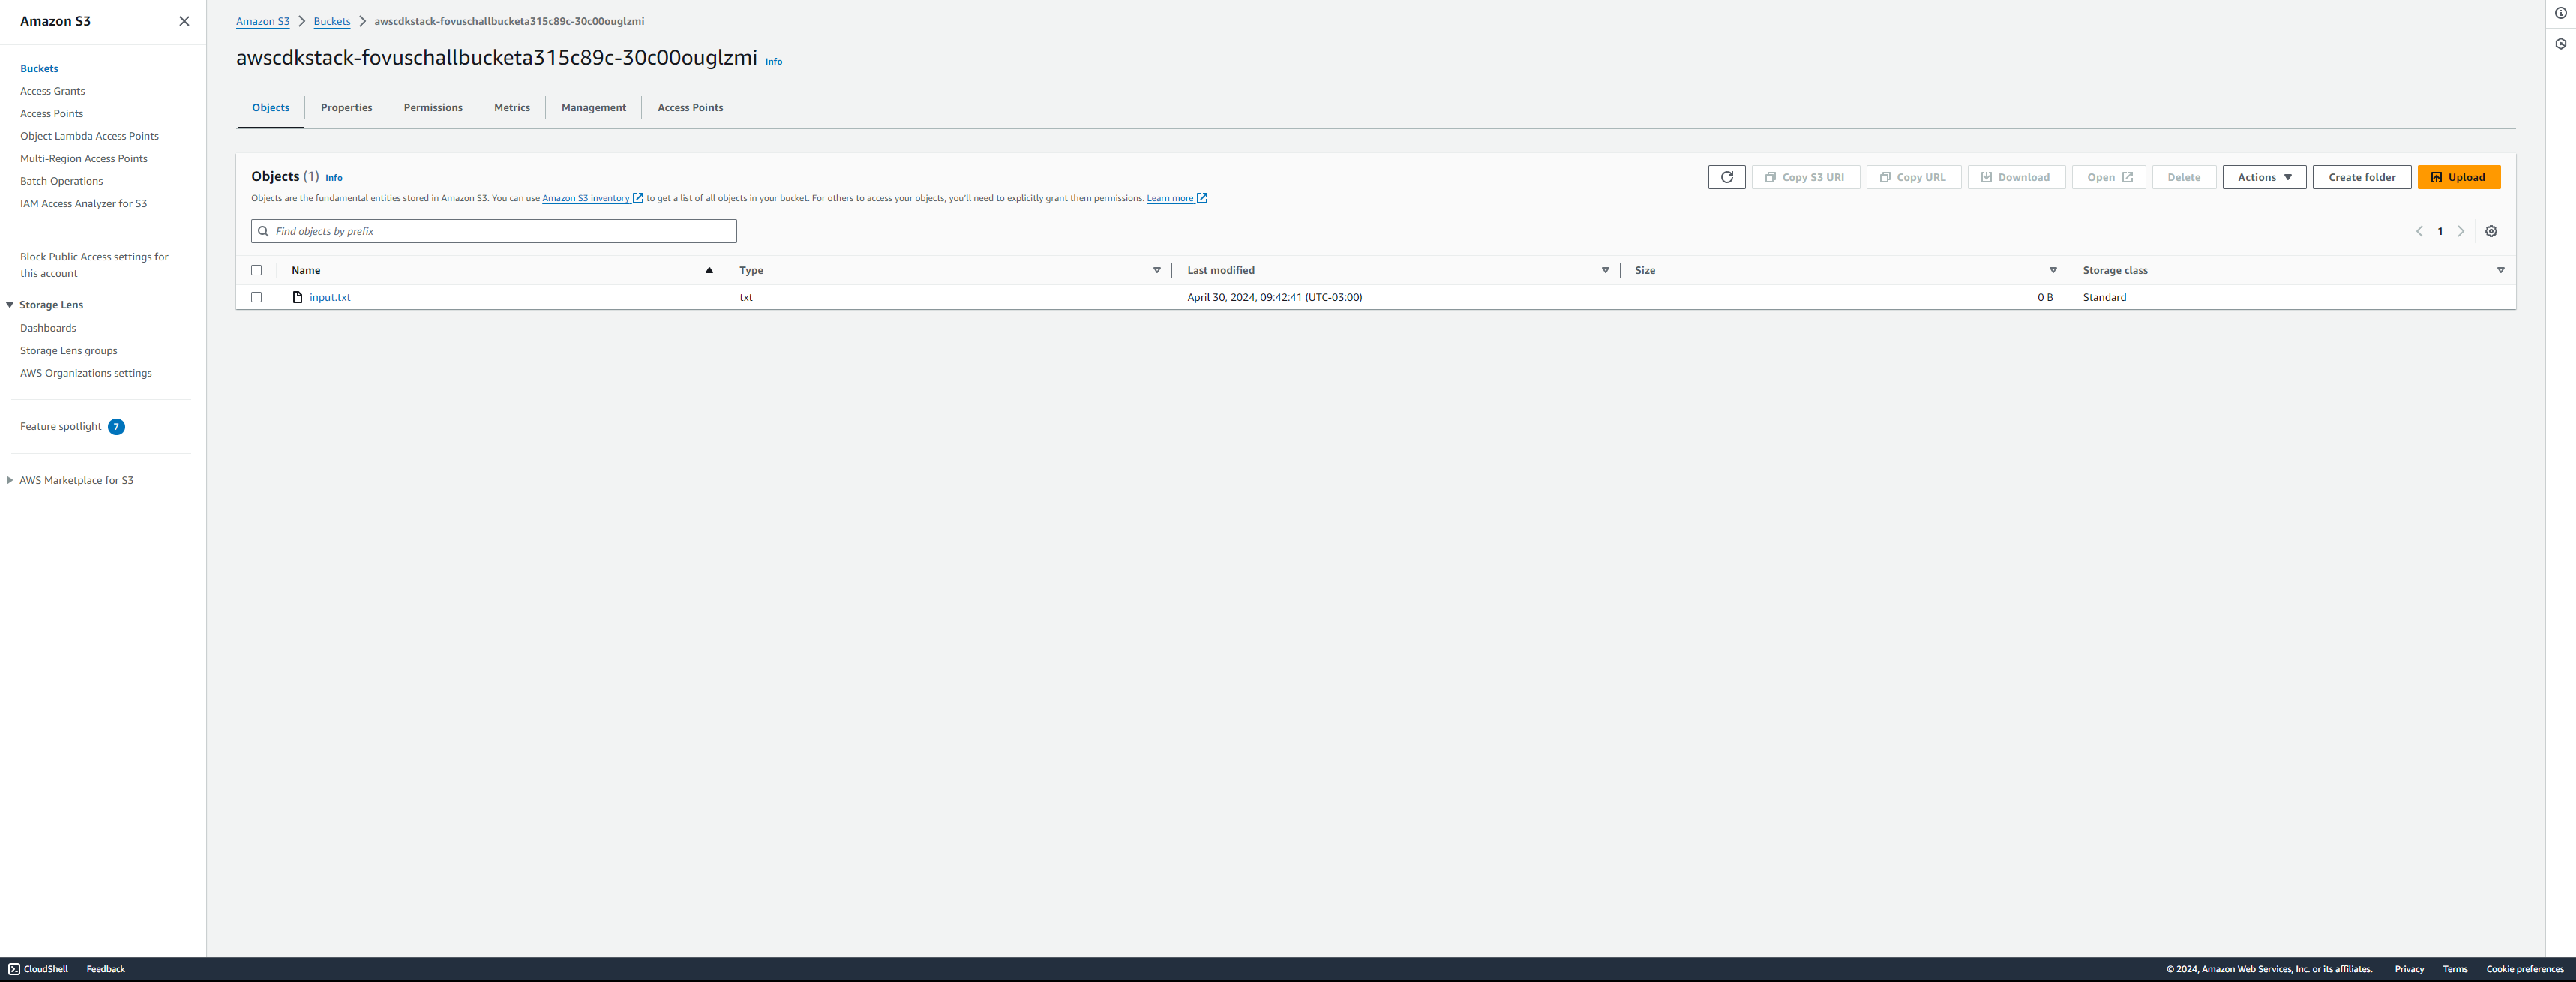 Amazon S3
Buckets
Access Grants
Access Points
Object Lambda Access Points
Multi-Region Access Points
Batch Operations
IAM Access Analyzer for S3
Block Public Access settings for
this account
Storage Lens
Dashboards
Storage Lens groups
AWS Organizations settings
Feature spotlight 7
AWS Marketplace for S3
Amazon S3 Buckets awscdkstack-fovuschallbucketa315c89c-30c00ouglzmi
awscdkstack-fovuschallbucketa315c89c-30c00ouglzmi Info
Objects Properties Permissions Metrics Management Access Points
Objects (1) Info
Copy S3 URI Copy URL Download Open Delete Actions Create folder Upload
Objects are the fundamental entities stored in Amazon S3. You can use Amazon S3 inventory to get a list of all objects in your bucket. For others to access your objects, you'll need to explicitly grant them permissions. Learn more
Find objects by prefix
1
Name Type Last modified Size Storage class
input.txt txt April 30, 2024, 09:42:41 (UTC-03:00) 0 B Standard
CloudShell Feedback © 2024, Amazon Web Services, Inc. or its affiliates. Privacy Terms Cookie preferences